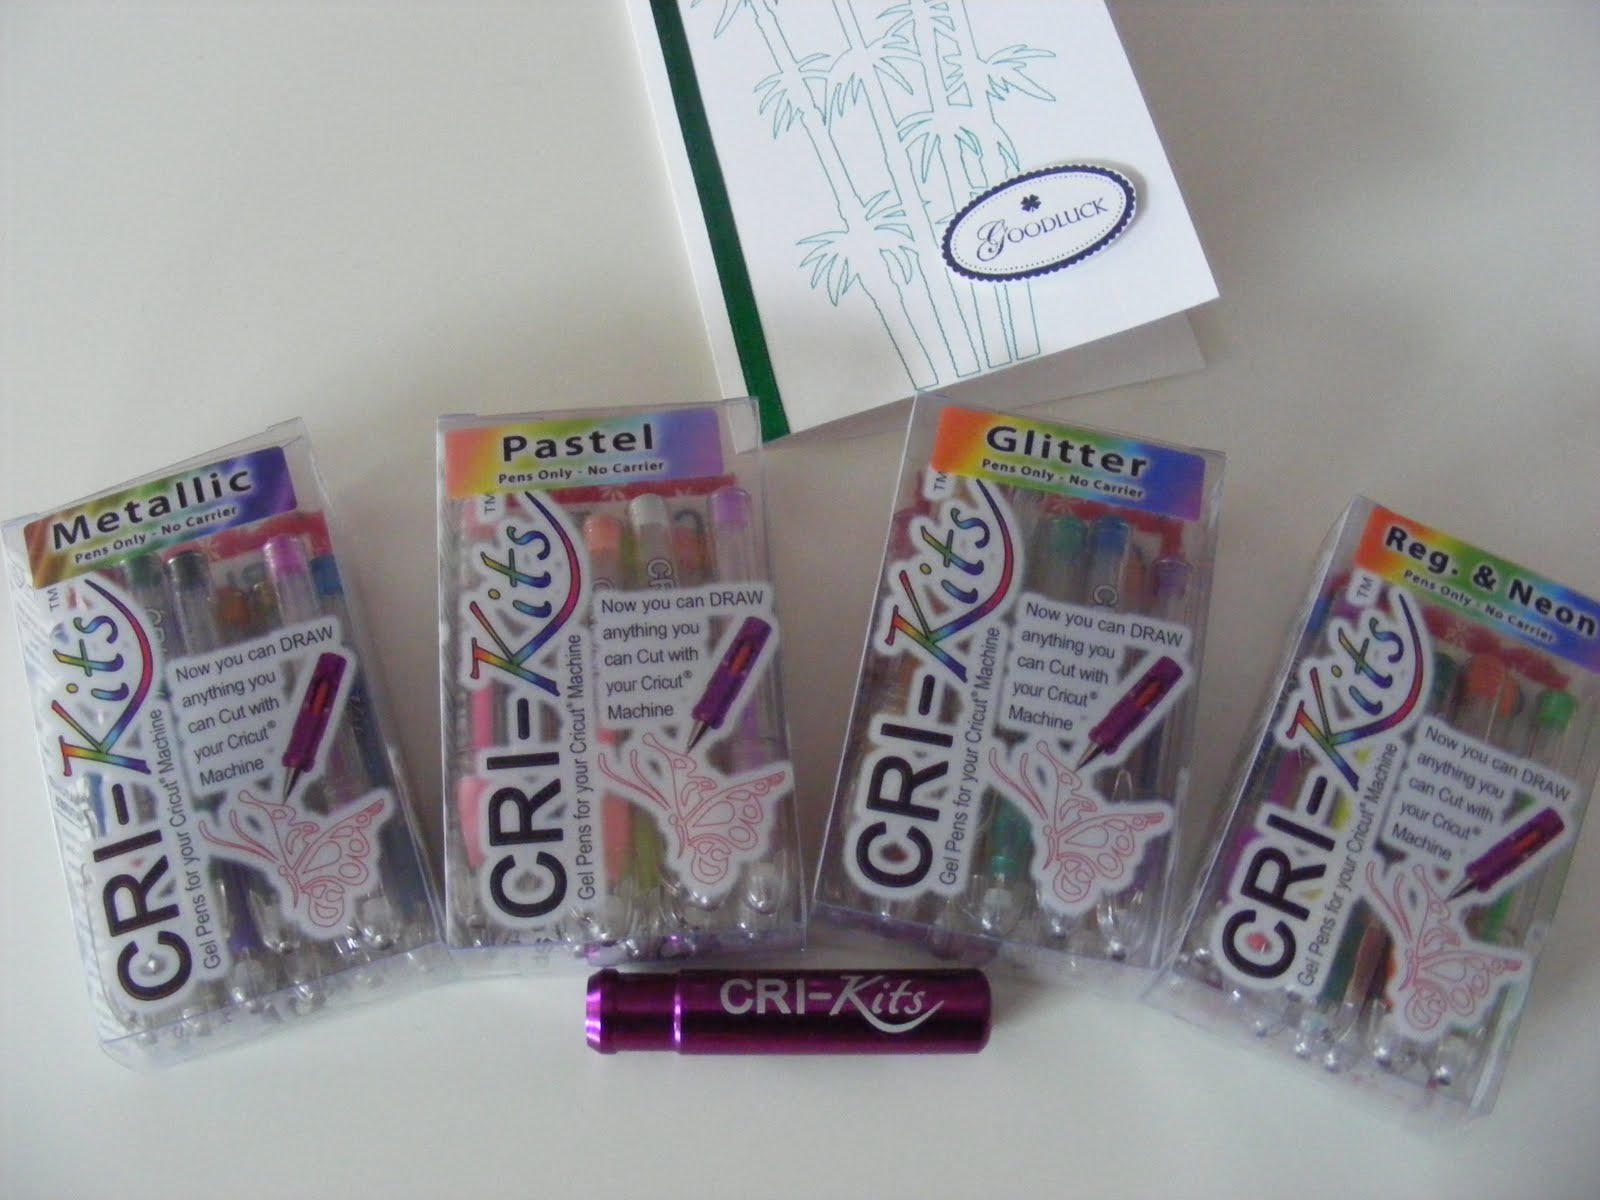 GOODLUCK
Metallic
Pens Only - No Carrier
CRI-Kits
TM
Gel Pens for your Cricut® Machine
Now you can DRAW
anything you
can Cut with
your Cricut®
Machine
Pastel
Pens Only - No Carrier
CRI-Kits
TM
Gel Pens for your Cricut® Machine
Now you can DRAW
anything you
can Cut with
your Cricut®
Machine
Glitter
Pens Only - No Carrier
CRI-Kits
TM
Gel Pens for your Cricut® Machine
Now you can DRAW
anything you
can Cut with
your Cricut®
Machine
Reg. & Neon
Pens Only - No Carrier
CRI-Kits
TM
Gel Pens for your Cricut® Machine
Now you can DRAW
anything you
can Cut with
your Cricut®
Machine
CRI-Kits